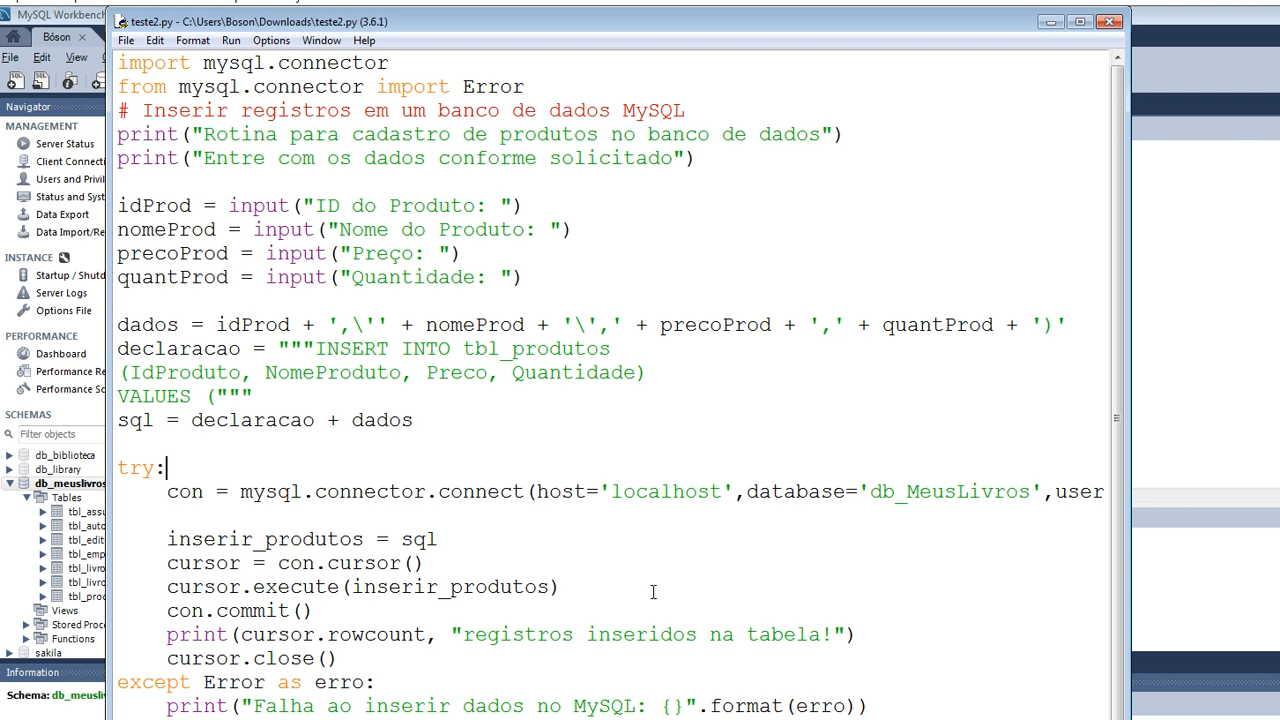 MySQL Workbench
teste2.py - C:\Users\Boson\Downloads\teste2.py (3.6.1)
Bóson
File Edit View
File Edit Format Run Options Window Help
Navigator
MANAGEMENT
Server Status
Client Connecti
Users and Privil
Status and Syst
Data Export
Data Import/Re
INSTANCE
Startup / Shutd
Server Logs
Options File
PERFORMANCE
Dashboard
Performance Re
Performance Sc
SCHEMAS
Filter objects
db_biblioteca
db_library
db_meuslivros
Tables
tbl_assu
tbl_auto
tbl_edit
tbl_emp
tbl_livro
tbl_livro
tbl_proc
Views
Stored Proce
Functions
sakila
Information
Schema: db_meusli
import mysql.connector
from mysql.connector import Error
# Inserir registros em um banco de dados MySQL
print("Rotina para cadastro de produtos no banco de dados")
print("Entre com os dados conforme solicitado")
idProd = input("ID do Produto: ")
nomeProd = input("Nome do Produto: ")
precoProd = input("Preço: ")
quantProd = input("Quantidade: ")
dados = idProd + ',\'' + nomeProd + '\',' + precoProd + ',' + quantProd + ')'
declaracao = """INSERT INTO tbl_produtos
(IdProduto, NomeProduto, Preco, Quantidade)
VALUES ("""
sql = declaracao + dados
try:
con = mysql.connector.connect(host='localhost',database='db_MeusLivros',user
inserir_produtos = sql
cursor = con.cursor()
cursor.execute(inserir_produtos)
con.commit()
print(cursor.rowcount, "registros inseridos na tabela!")
cursor.close()
except Error as erro:
print("Falha ao inserir dados no MySQL: {}".format(erro))